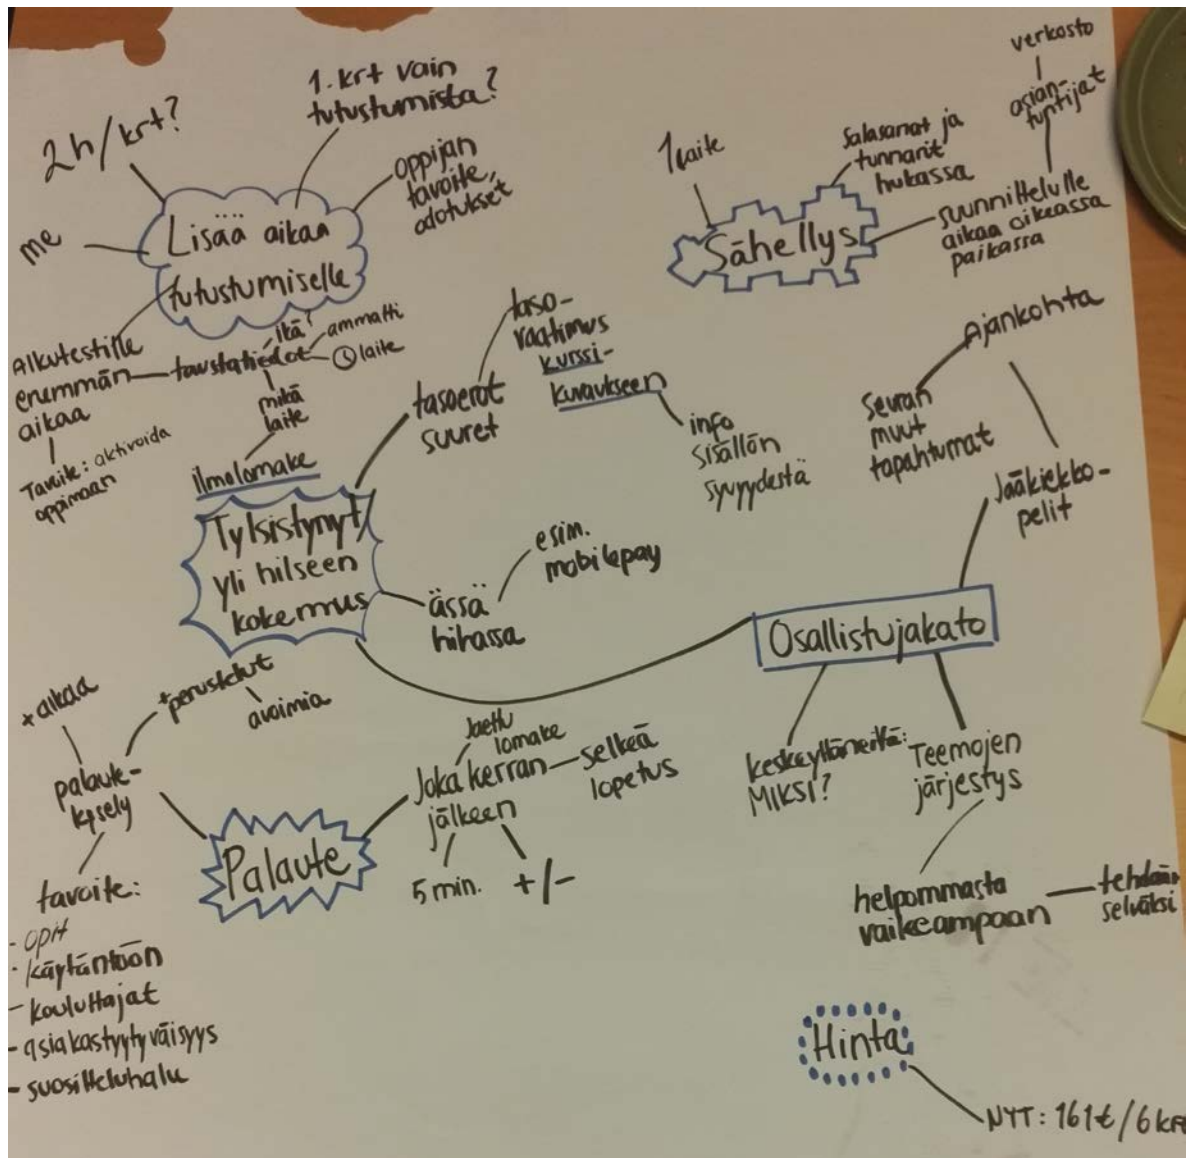 2h/krt?
1. krt vain
tutustumista?
oppijan
tavoite,
odotukset
me
Lisää aikaa
tutustumiselle
Alkutestille
enemmän
aikaa
Tavoite: aktivoida
oppimaan
taustatiedot
ikä?
ammatti
laite
mikä
laite
1 laite
Sähellys
salasanat ja
tunnarit
hukassa
verkosto
asian-
tuntijat
suunnittelulle
aikaa oikeassa
paikassa
ilmolomake
Tylsistynyt/
yli hilseen
kokemus
tasoerot
suuret
taso-
vaatimus
kurssi-
kuvaukseen
info
sisällön
syvyydestä
ässä
hihassa
esim.
mobilepay
Ajankohta
Seuran
muut
tapahtumat
Jääkiekko-
pelit
Osallistujakato
keskeyttäneitä:
MIKSI?
Teemojen
järjestys
helpommasta
vaikeampaan
tehdään
selväksi
+ aikaa
+ perustelut
avoimia
palaute-
kysely
tavoite:
- opit
- käytäntöön
- kouluttajat
- asiakastyytyväisyys
- suositteluhalu
Palaute
Jaettu
lomake
Joka kerran
jälkeen
selkeä
lopetus
5 min.
+/-
Hinta
NYT: 161€/6 krt